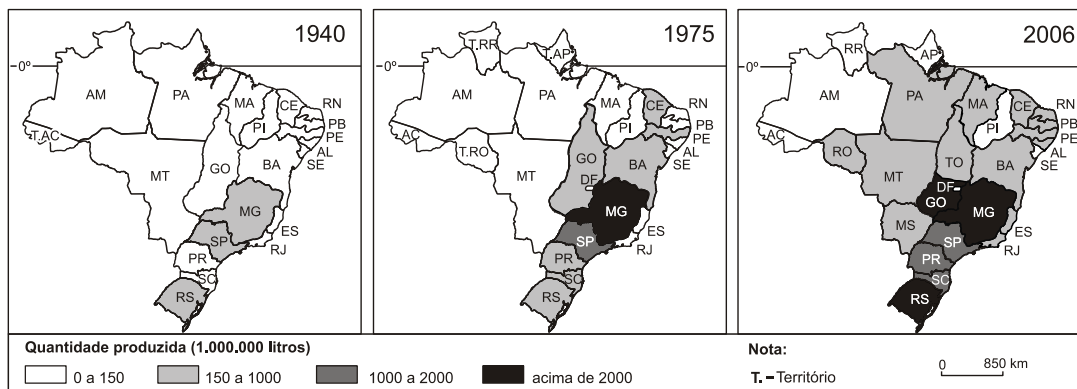 1940
0º
AM
PA
MA
CE
RN
PB
PE
AL
SE
PI
T.AC
MT
GO
BA
MG
ES
RJ
SP
PR
SC
RS
1975
T.RR
T.AP
AM
PA
MA
CE
RN
PB
PE
AL
SE
PI
AC
T.RO
MT
GO
DF
BA
MG
ES
RJ
SP
PR
SC
RS
2006
0º
RR
AP
AM
PA
MA
CE
RN
PB
PE
AL
SE
PI
AC
RO
MT
TO
BA
DF
GO
MG
MS
ES
RJ
SP
PR
SC
RS
Quantidade produzida (1.000.000 litros)
0 a 150
150 a 1000
1000 a 2000
acima de 2000
Nota:
T. – Território
0 850 km